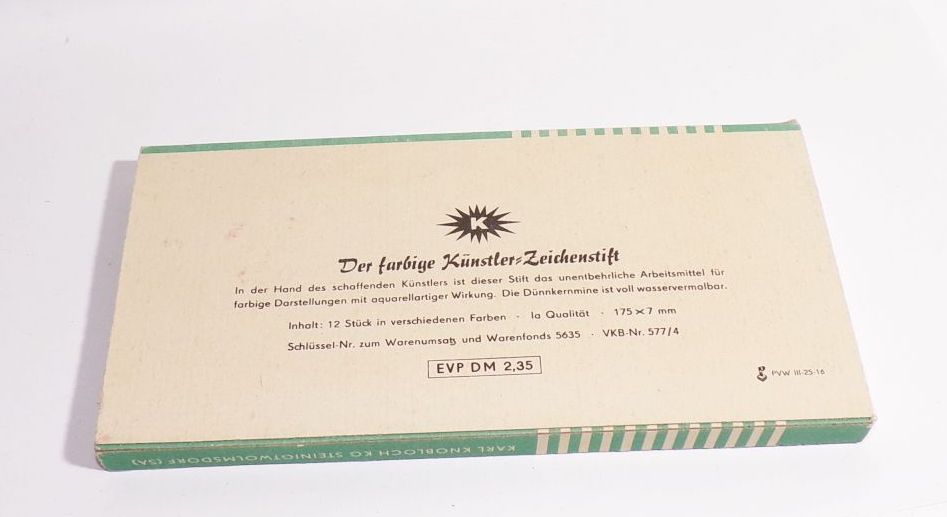 K
Der farbige Künstler-Zeichenstift
In der Hand des schaffenden Künstlers ist dieser Stift das unentbehrliche Arbeitsmittel für
farbige Darstellungen mit aquarellartiger Wirkung. Die Dünnkernmine ist voll wasservermalbar.
Inhalt: 12 Stück in verschiedenen Farben · Ia Qualität · 175 × 7 mm
Schlüssel-Nr. zum Warenumsatz und Warenfonds 5635 · VKB-Nr. 577/4
EVP DM 2,35
PVW III-25-16
KARL KNOBLOCH KG STEINIGTWOLMSDORF (SA)